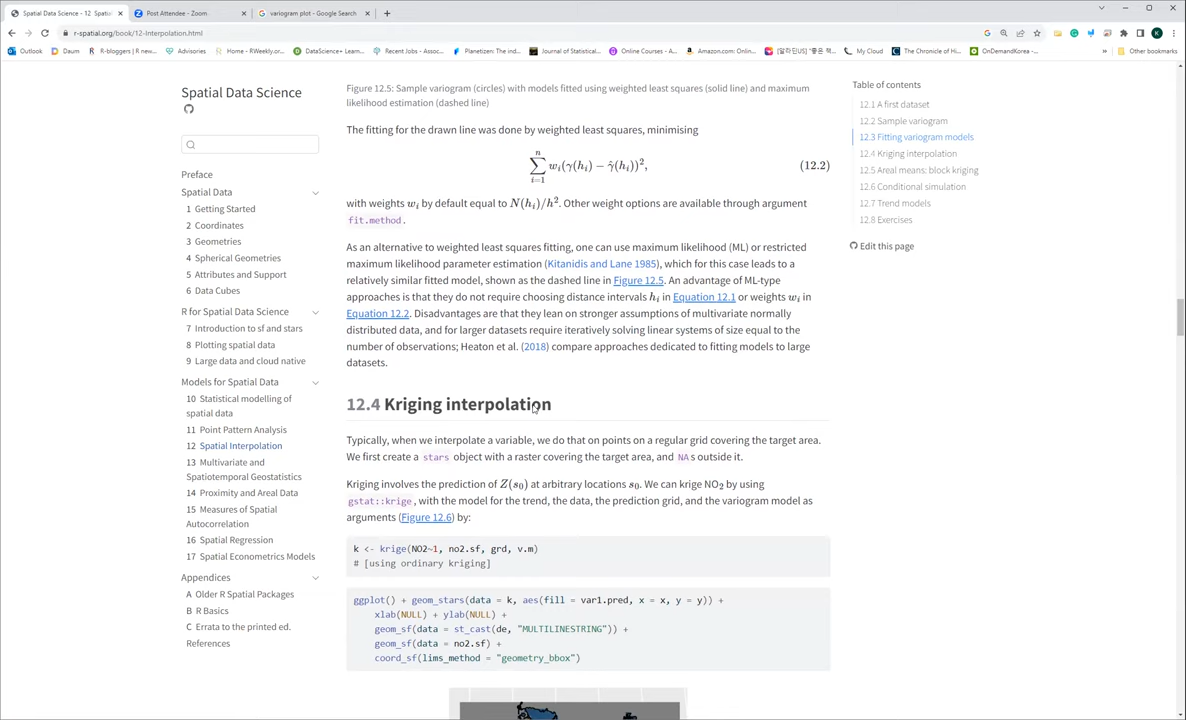 Spatial Data Science - 12 Spatial
Post Attendee - Zoom
variogram plot - Google Search
r-spatial.org/book/12-Interpolation.html
Outlook
Daum
R-bloggers | R new...
Advisories
Home - RWeekly.or...
DataScience+ Learn...
Recent Jobs - Assoc...
Planetizen: The ind...
Journal of Statistical...
Online Courses - A...
Amazon.com: Onlin...
My Cloud
The Chronicle of Hi...
OnDemandKorea -...
Other bookmarks
Spatial Data Science
Preface
Spatial Data
1 Getting Started
2 Coordinates
3 Geometries
4 Spherical Geometries
5 Attributes and Support
6 Data Cubes
R for Spatial Data Science
7 Introduction to sf and stars
8 Plotting spatial data
9 Large data and cloud native
Models for Spatial Data
10 Statistical modelling of
spatial data
11 Point Pattern Analysis
12 Spatial Interpolation
13 Multivariate and
Spatiotemporal Geostatistics
14 Proximity and Areal Data
15 Measures of Spatial
Autocorrelation
16 Spatial Regression
17 Spatial Econometrics Models
Appendices
A Older R Spatial Packages
B R Basics
C Errata to the printed ed.
References
Figure 12.5: Sample variogram (circles) with models fitted using weighted least squares (solid line) and maximum
likelihood estimation (dashed line)
The fitting for the drawn line was done by weighted least squares, minimising
∑ᵢ₌₁ⁿ wᵢ(γ(hᵢ) − γ̂(hᵢ))², (12.2)
with weights wᵢ by default equal to N(hᵢ)/h². Other weight options are available through argument
fit.method.
As an alternative to weighted least squares fitting, one can use maximum likelihood (ML) or restricted
maximum likelihood parameter estimation (Kitanidis and Lane 1985), which for this case leads to a
relatively similar fitted model, shown as the dashed line in Figure 12.5. An advantage of ML-type
approaches is that they do not require choosing distance intervals hᵢ in Equation 12.1 or weights wᵢ in
Equation 12.2. Disadvantages are that they lean on stronger assumptions of multivariate normally
distributed data, and for larger datasets require iteratively solving linear systems of size equal to the
number of observations; Heaton et al. (2018) compare approaches dedicated to fitting models to large
datasets.
12.4 Kriging interpolation
Typically, when we interpolate a variable, we do that on points on a regular grid covering the target area.
We first create a stars object with a raster covering the target area, and NAs outside it.
Kriging involves the prediction of Z(s₀) at arbitrary locations s₀. We can krige NO₂ by using
gstat::krige, with the model for the trend, the data, the prediction grid, and the variogram model as
arguments (Figure 12.6) by:
k <- krige(NO2~1, no2.sf, grd, v.m)
# [using ordinary kriging]
ggplot() + geom_stars(data = k, aes(fill = var1.pred, x = x, y = y)) +
xlab(NULL) + ylab(NULL) +
geom_sf(data = st_cast(de, "MULTILINESTRING")) +
geom_sf(data = no2.sf) +
coord_sf(lims_method = "geometry_bbox")
Table of contents
12.1 A first dataset
12.2 Sample variogram
12.3 Fitting variogram models
12.4 Kriging interpolation
12.5 Areal means: block kriging
12.6 Conditional simulation
12.7 Trend models
12.8 Exercises
Edit this page